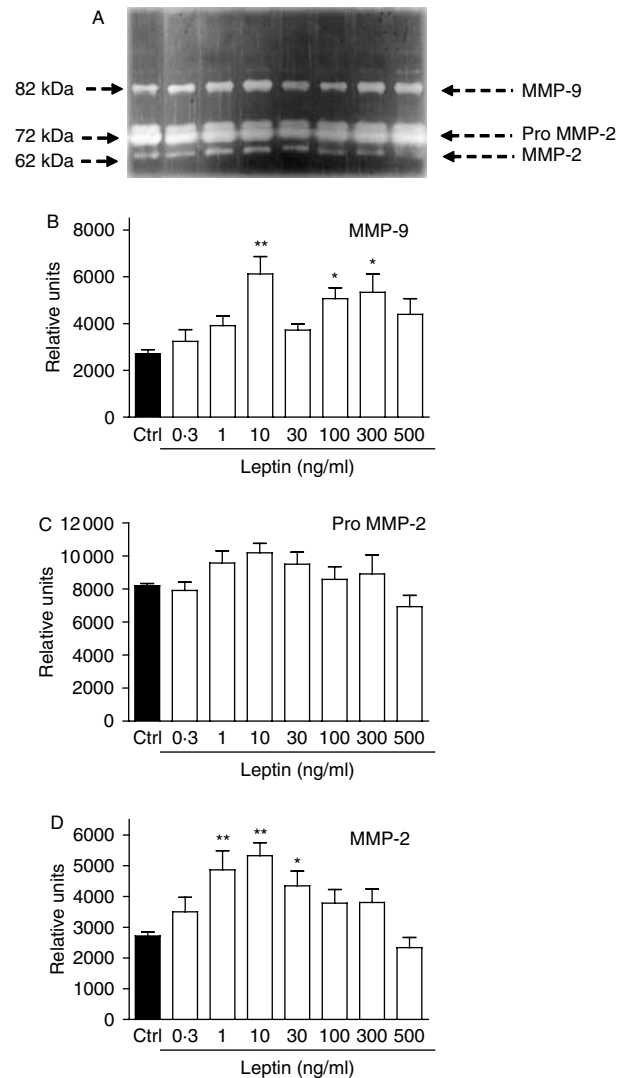 A
82 kDa
MMP-9
72 kDa
Pro MMP-2
62 kDa
MMP-2
B
MMP-9
Relative units
8000
6000
4000
2000
0
** * *
Ctrl 0·3 1 10 30 100 300 500
Leptin (ng/ml)
C
Pro MMP-2
Relative units
12 000
10 000
8000
6000
4000
2000
0
Ctrl 0·3 1 10 30 100 300 500
Leptin (ng/ml)
D
MMP-2
Relative units
6000
5000
4000
3000
2000
1000
0
** ** *
Ctrl 0·3 1 10 30 100 300 500
Leptin (ng/ml)